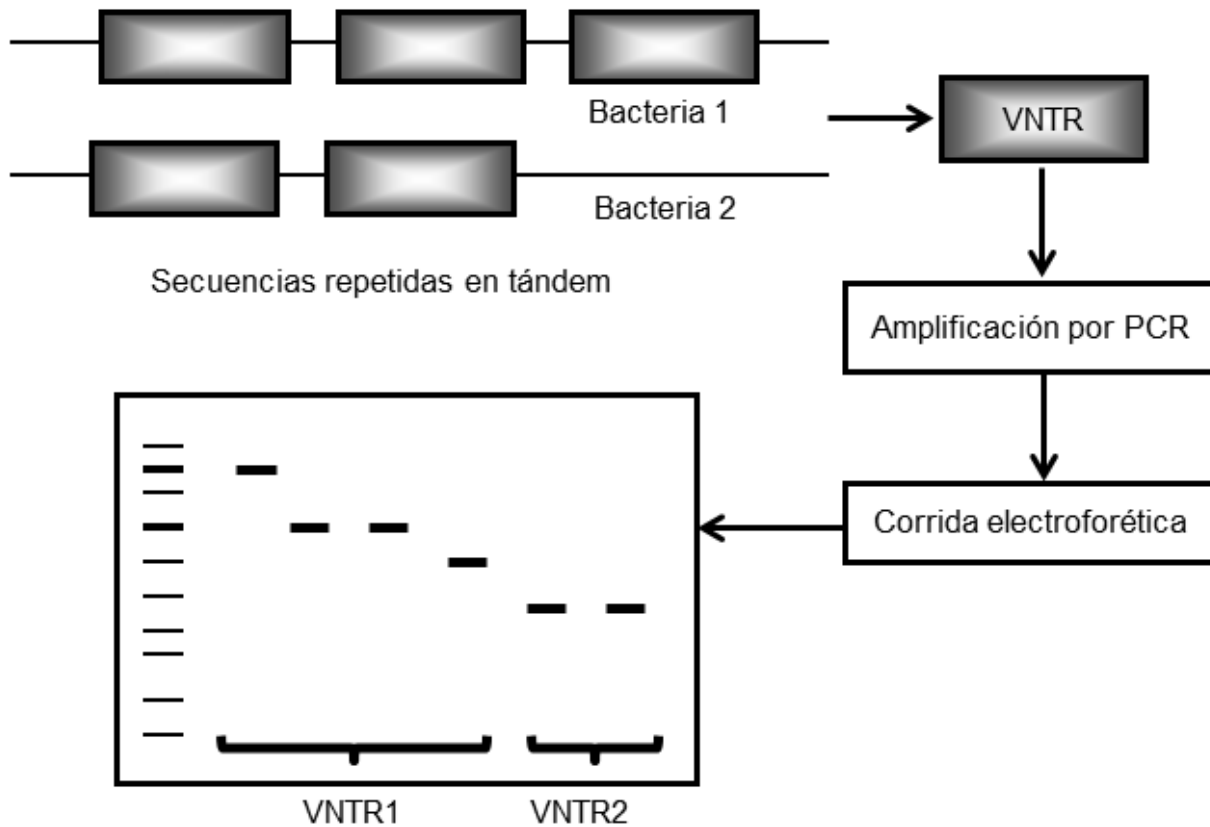 Bacteria 1
VNTR
Bacteria 2
Secuencias repetidas en tándem
Amplificación por PCR
Corrida electroforética
VNTR1
VNTR2